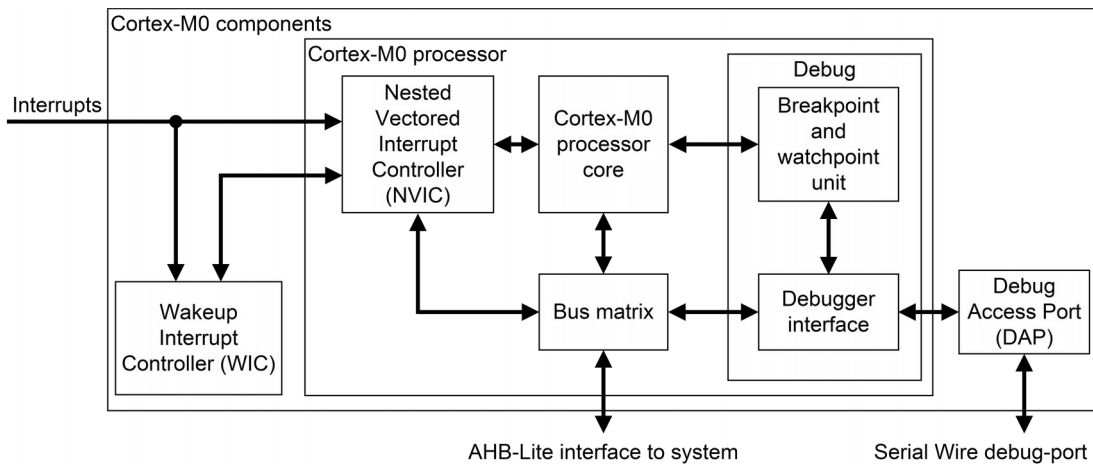 Cortex-M0 components
Cortex-M0 processor
Debug
Interrupts
Nested
Vectored
Interrupt
Controller
(NVIC)
Cortex-M0
processor
core
Breakpoint
and
watchpoint
unit
Wakeup
Interrupt
Controller (WIC)
Bus matrix
Debugger
interface
Debug
Access Port
(DAP)
AHB-Lite interface to system
Serial Wire debug-port